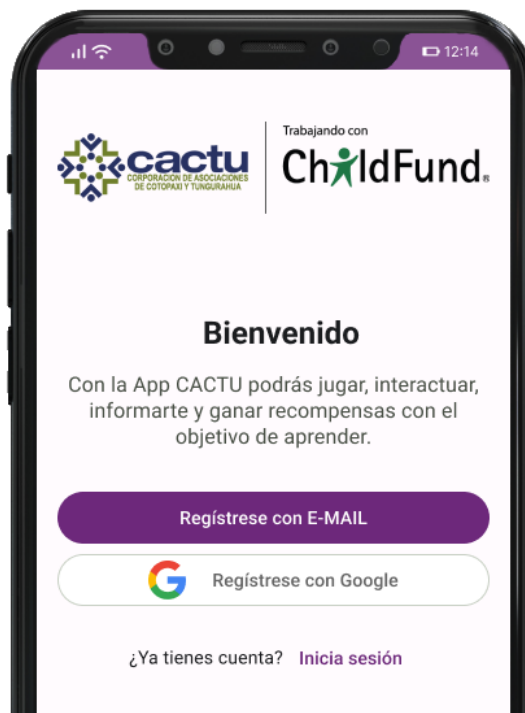 12:14
cactu
CORPORACIÓN DE ASOCIACIONES
DE COTOPAXI Y TUNGURAHUA
Trabajando con
ChildFund®
Bienvenido
Con la App CACTU podrás jugar, interactuar,
informarte y ganar recompensas con el
objetivo de aprender.
Regístrese con E-MAIL
Regístrese con Google
¿Ya tienes cuenta? Inicia sesión